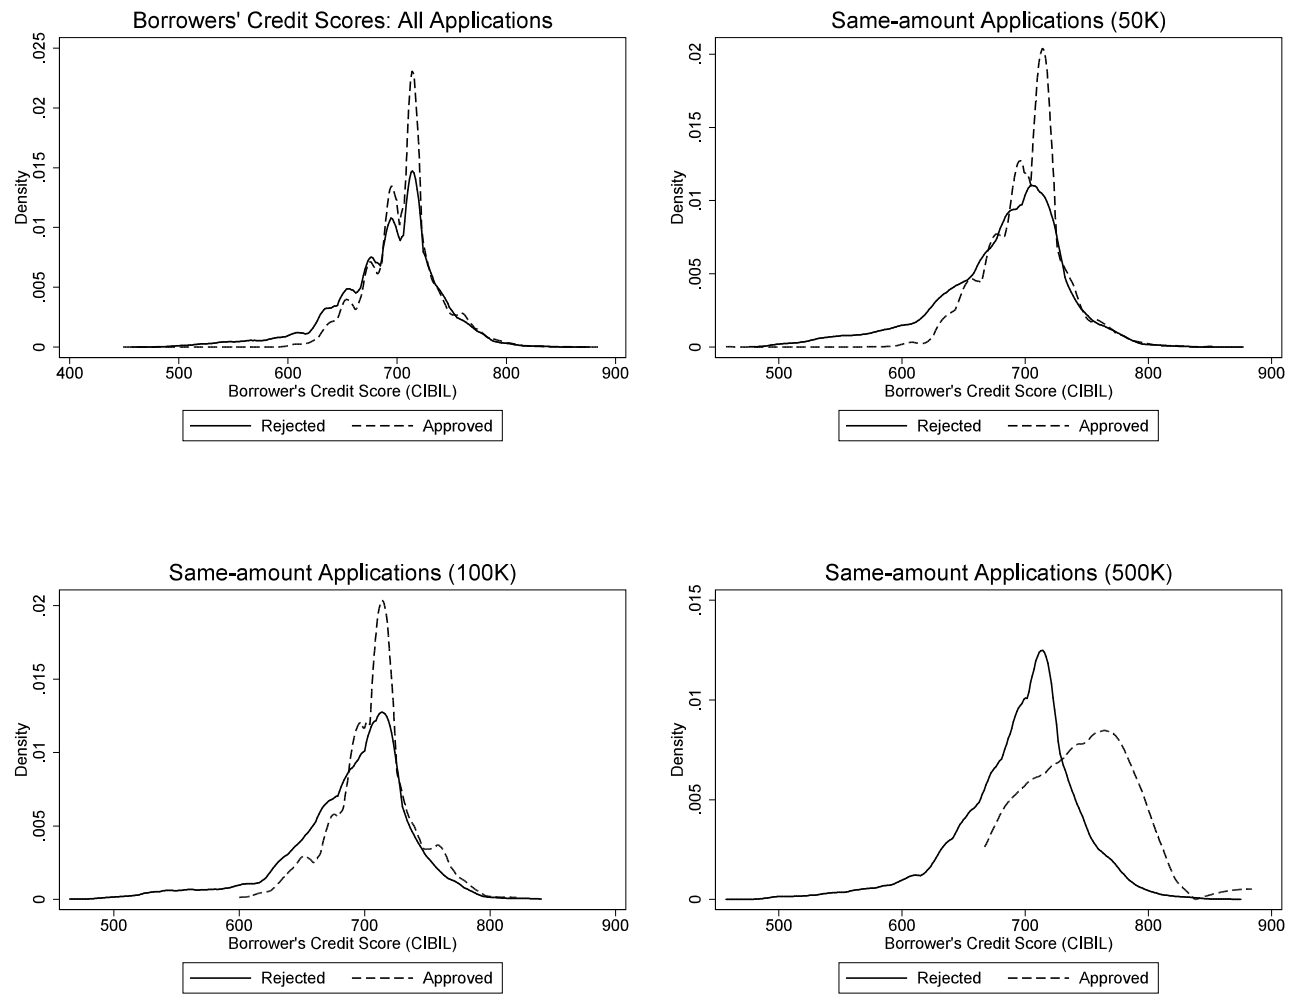 Borrowers' Credit Scores: All Applications
Density
0 .005 .01 .015 .02 .025
400 500 600 700 800 900
Borrower's Credit Score (CIBIL)
Rejected Approved
Same-amount Applications (50K)
Density
0 .005 .01 .015 .02
500 600 700 800 900
Borrower's Credit Score (CIBIL)
Rejected Approved
Same-amount Applications (100K)
Density
0 .005 .01 .015 .02
500 600 700 800 900
Borrower's Credit Score (CIBIL)
Rejected Approved
Same-amount Applications (500K)
Density
0 .005 .01 .015
500 600 700 800 900
Borrower's Credit Score (CIBIL)
Rejected Approved